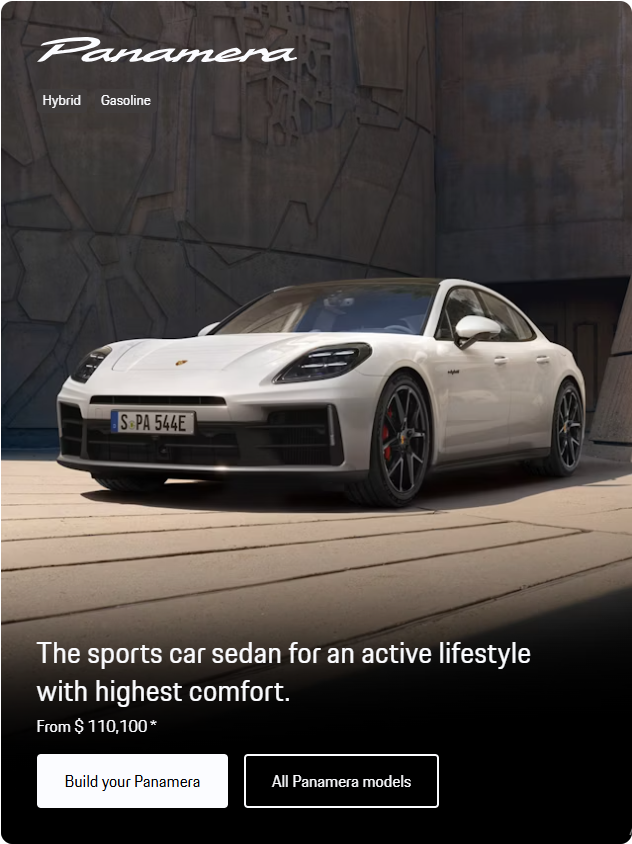 Panamera
Hybrid Gasoline
S PA 544E
The sports car sedan for an active lifestyle
with highest comfort.
From $ 110,100 *
Build your Panamera All Panamera models